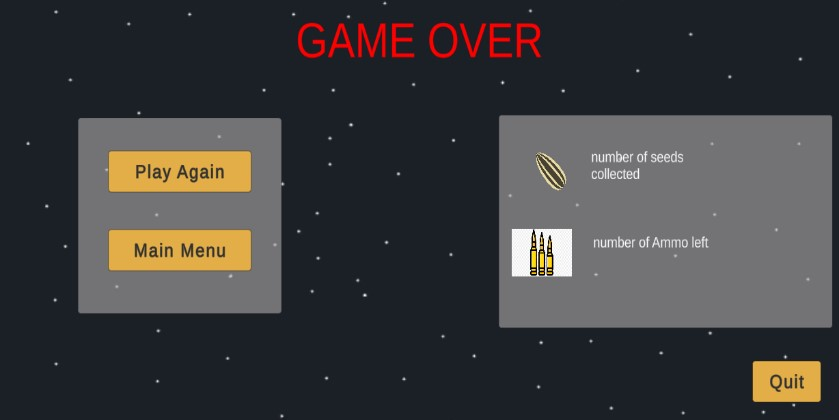 GAME OVER
Play Again
Main Menu
number of seeds
collected
number of Ammo left
Quit